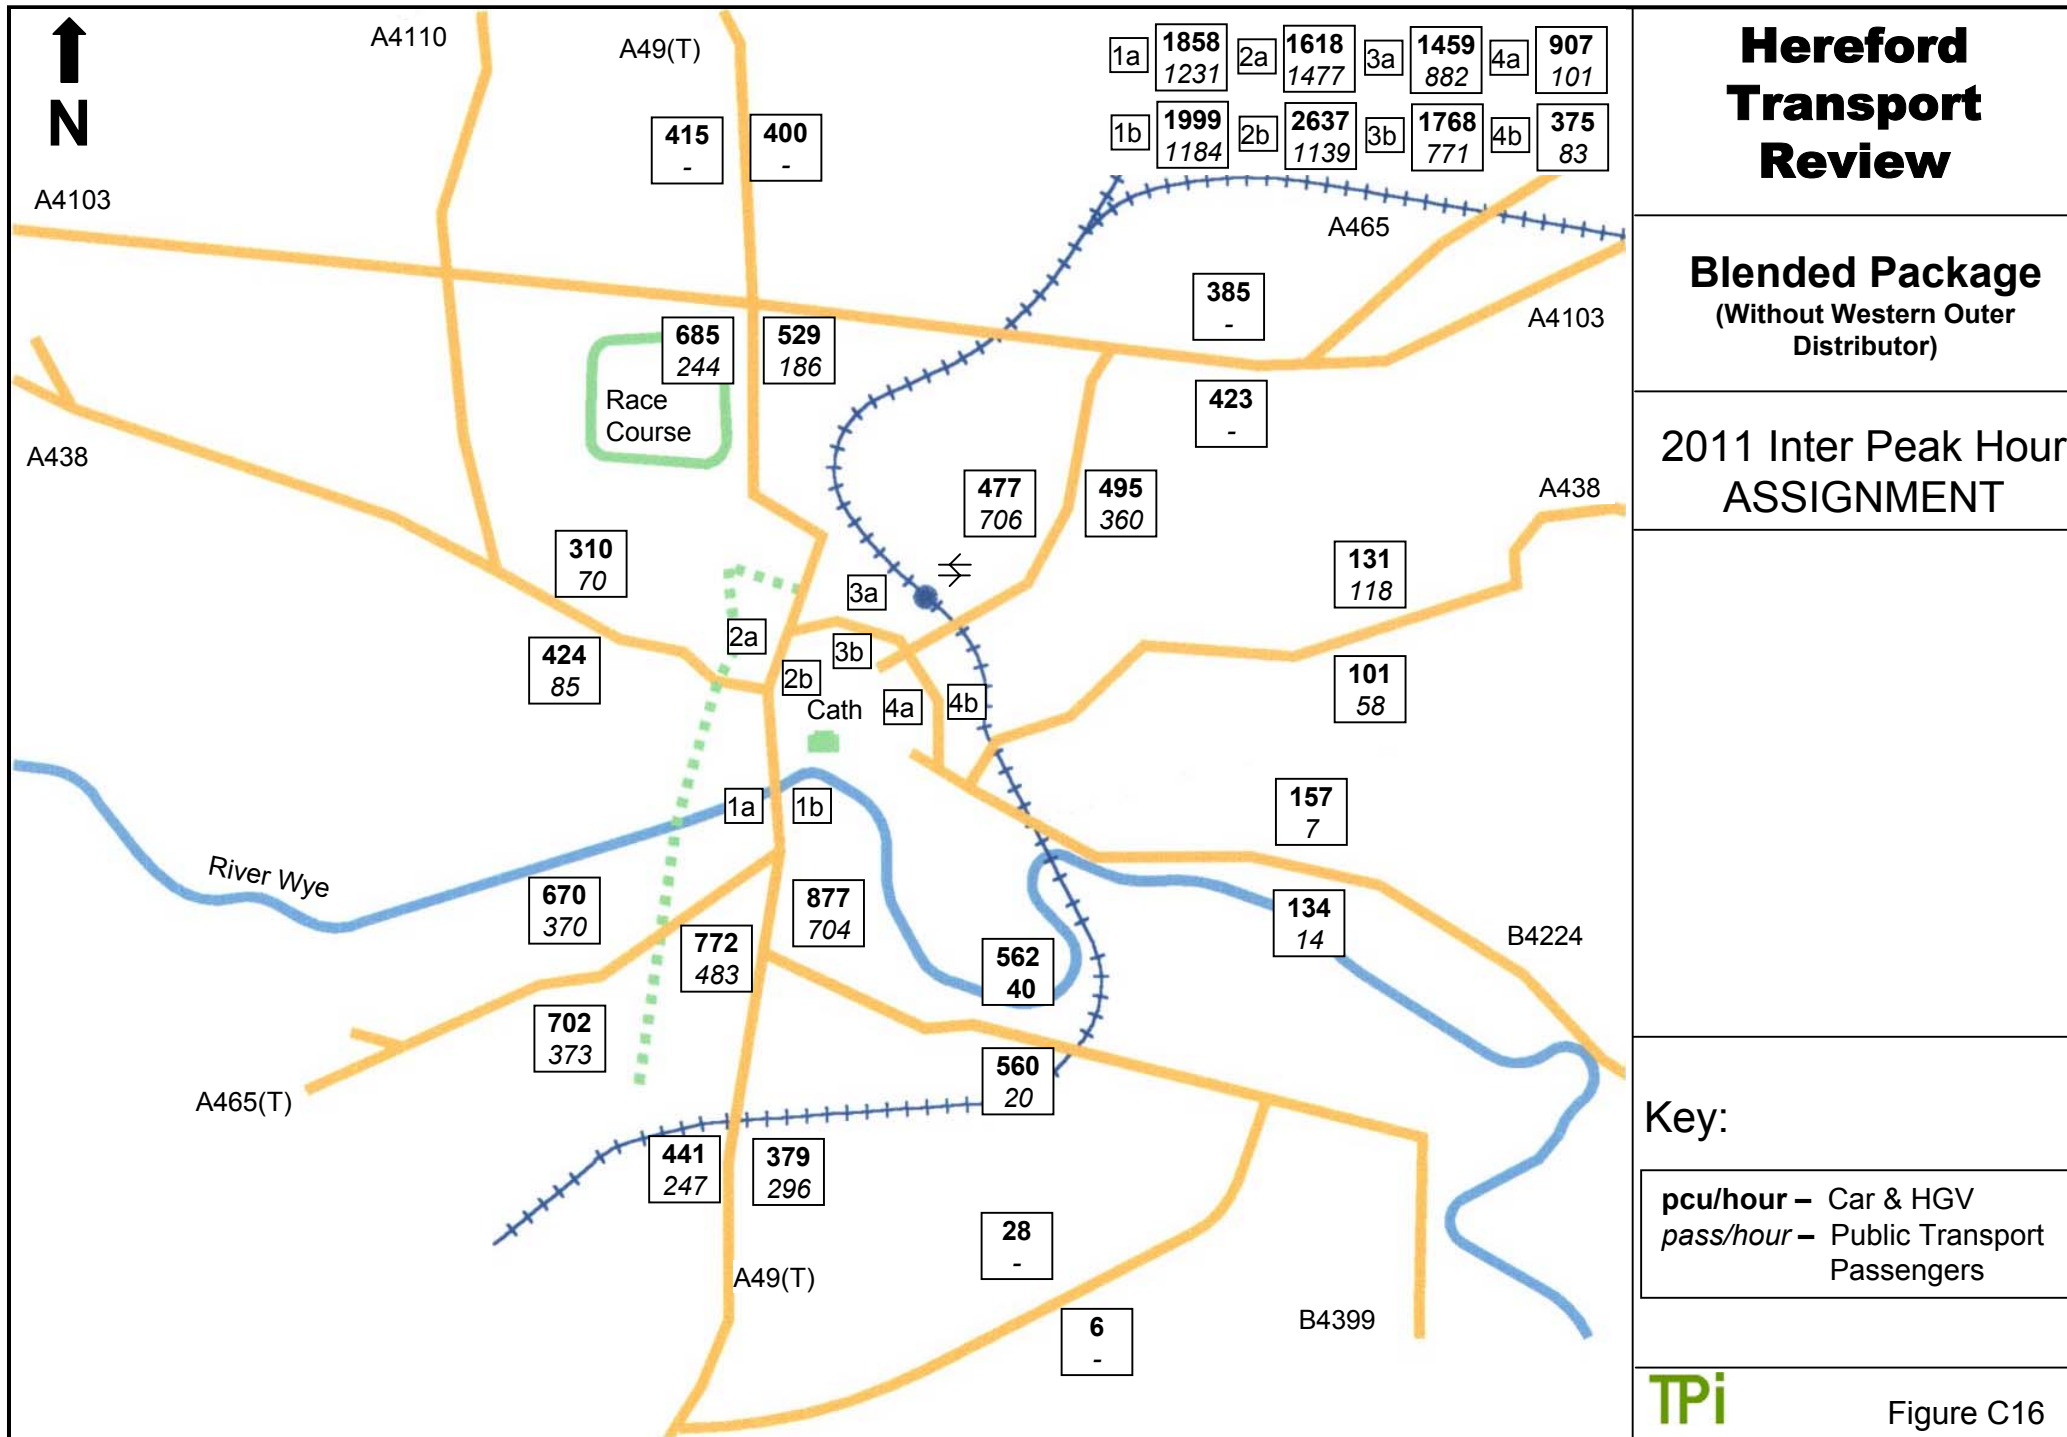 A4110
A49(T)
1a
1858
1231
2a
1618
1477
3a
1459
882
4a
907
101
1b
1999
1184
2b
2637
1139
3b
1768
771
4b
375
83
N
415
-
400
-
A4103
A465
385
-
A4103
685
244
529
186
Race
Course
423
-
A438
477
706
495
360
A438
310
70
131
118
3a
2a
3b
424
85
2b
101
58
Cath
4a
4b
157
7
1a
1b
River Wye
670
370
877
704
134
14
772
483
B4224
562
40
702
373
560
20
A465(T)
441
247
379
296
28
-
A49(T)
6
-
B4399
Hereford
Transport
Review
Blended Package
(Without Western Outer
Distributor)
2011 Inter Peak Hour
ASSIGNMENT
Key:
pcu/hour – Car & HGV
pass/hour – Public Transport
Passengers
TPi
Figure C16